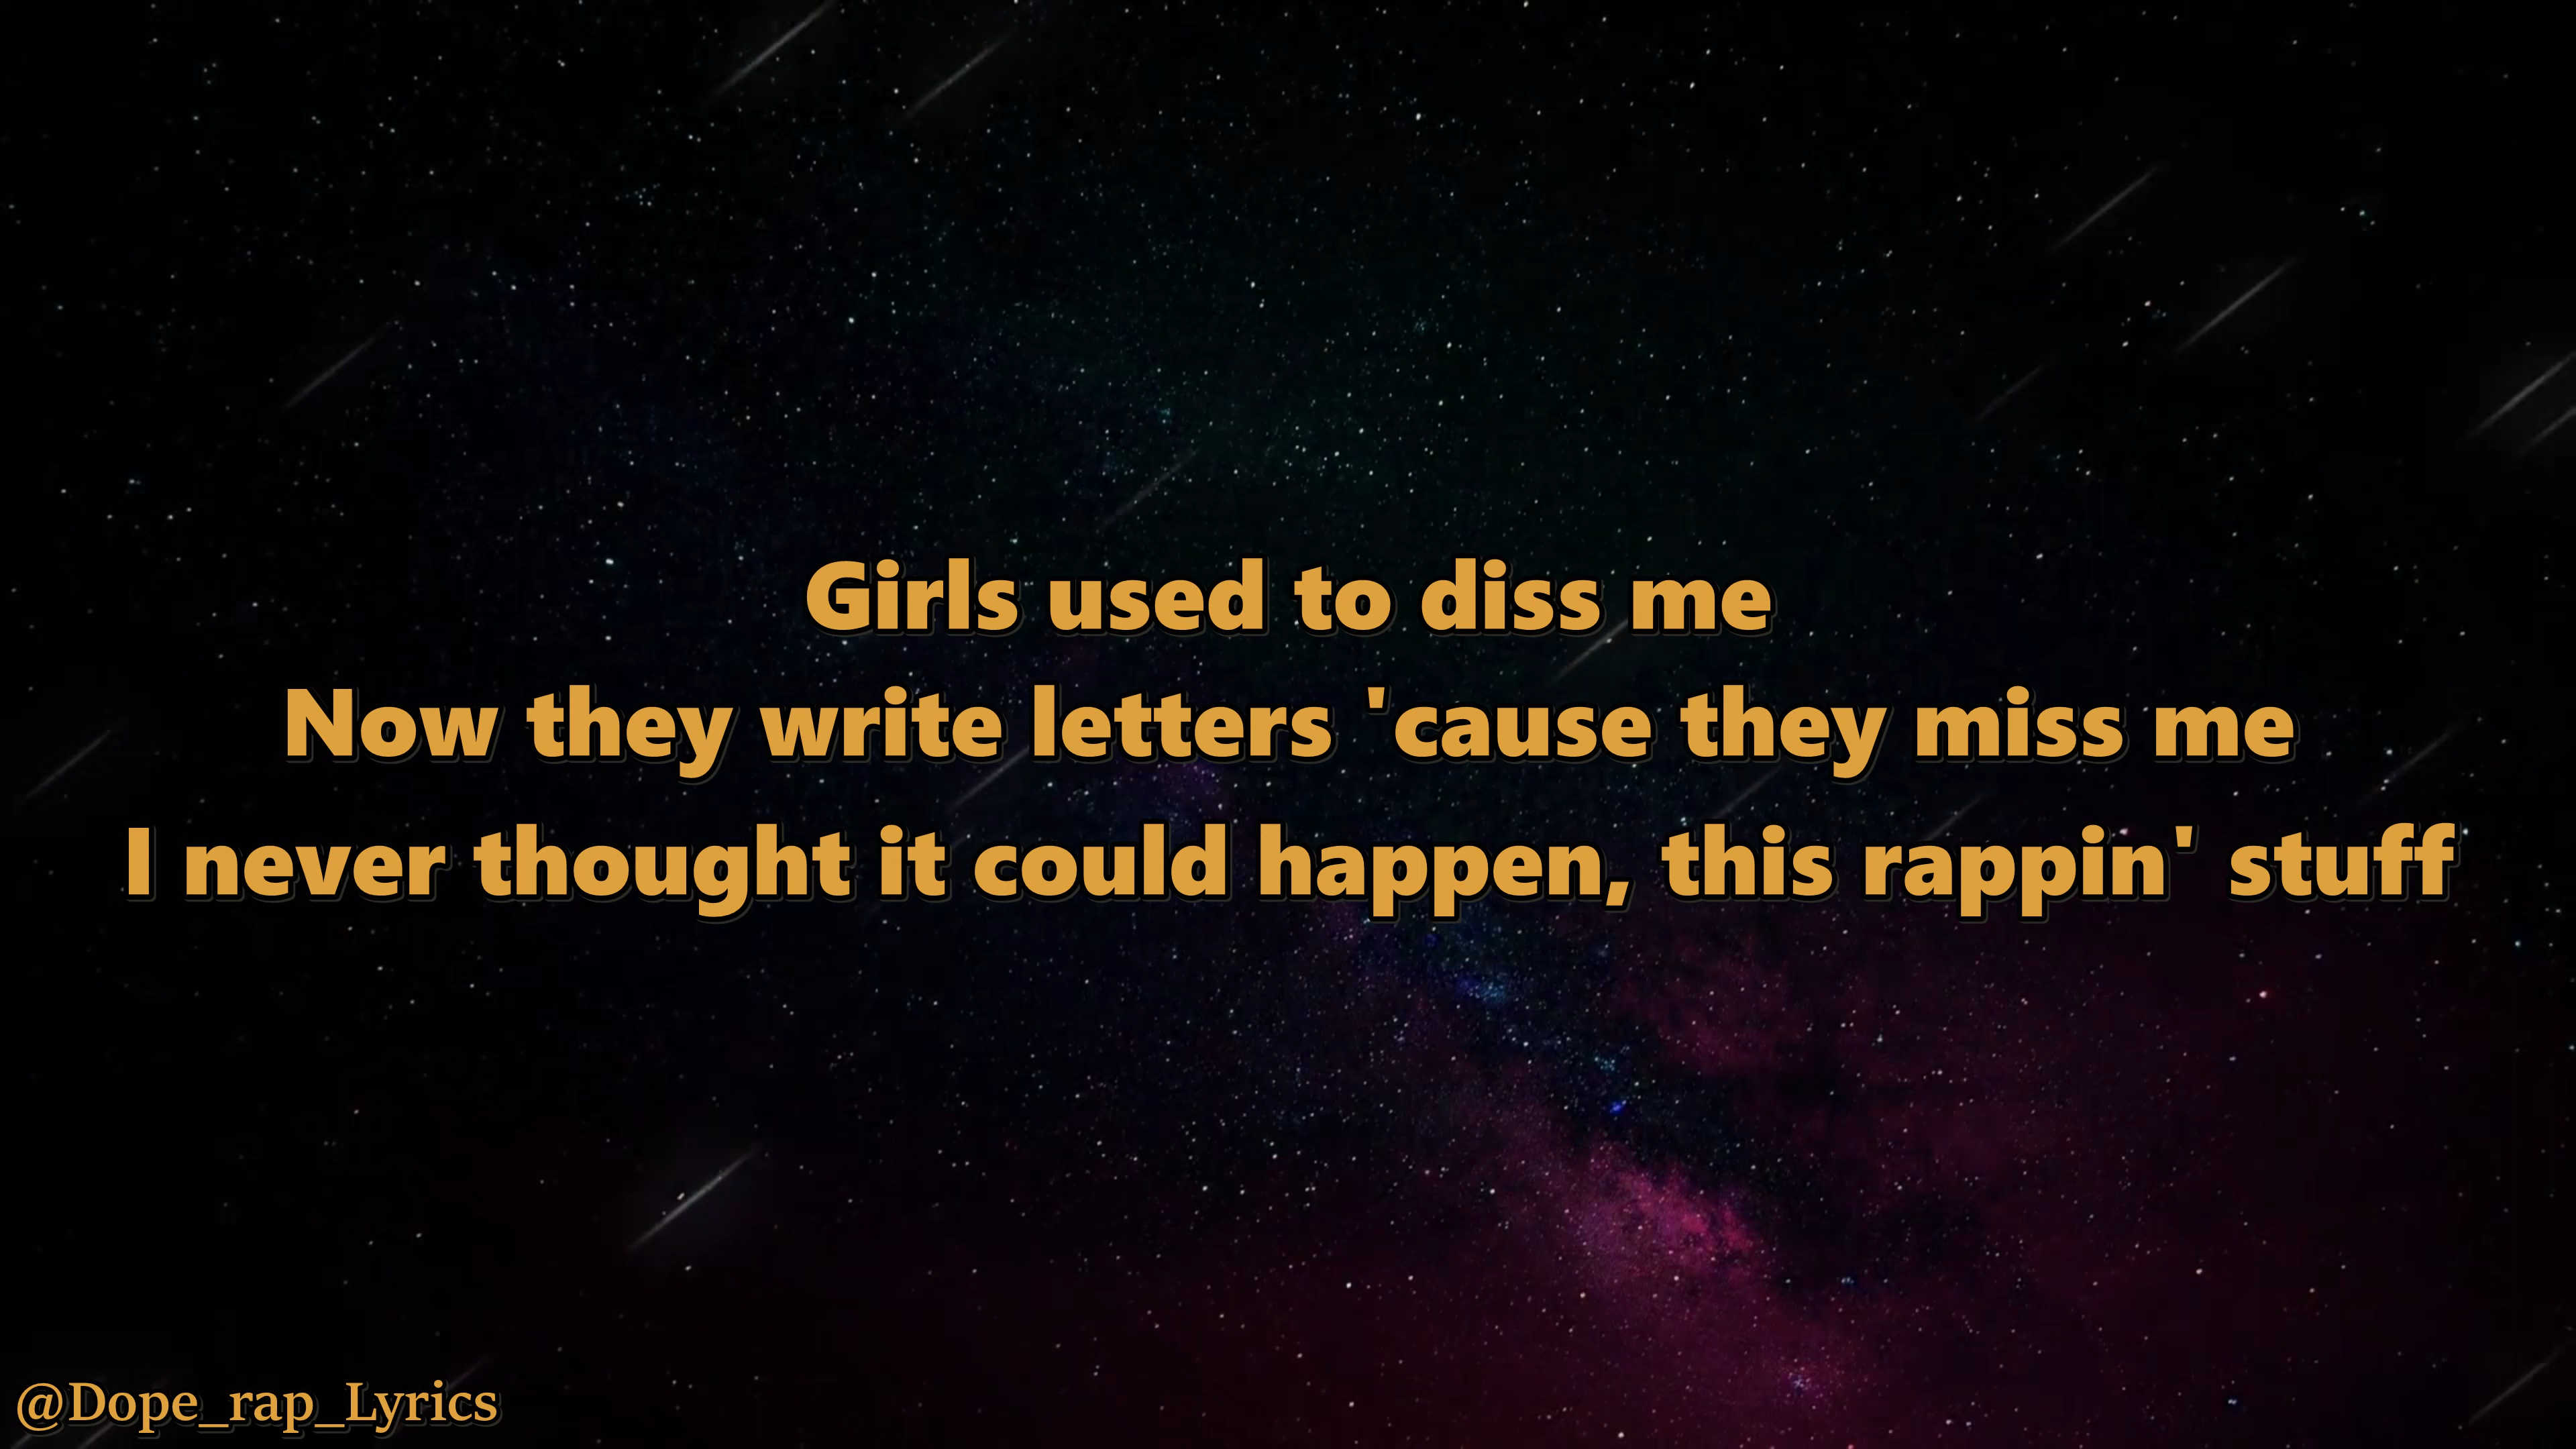 Girls used to diss me
Now they write letters 'cause they miss me
I never thought it could happen, this rappin' stuff
@Dope_rap_Lyrics